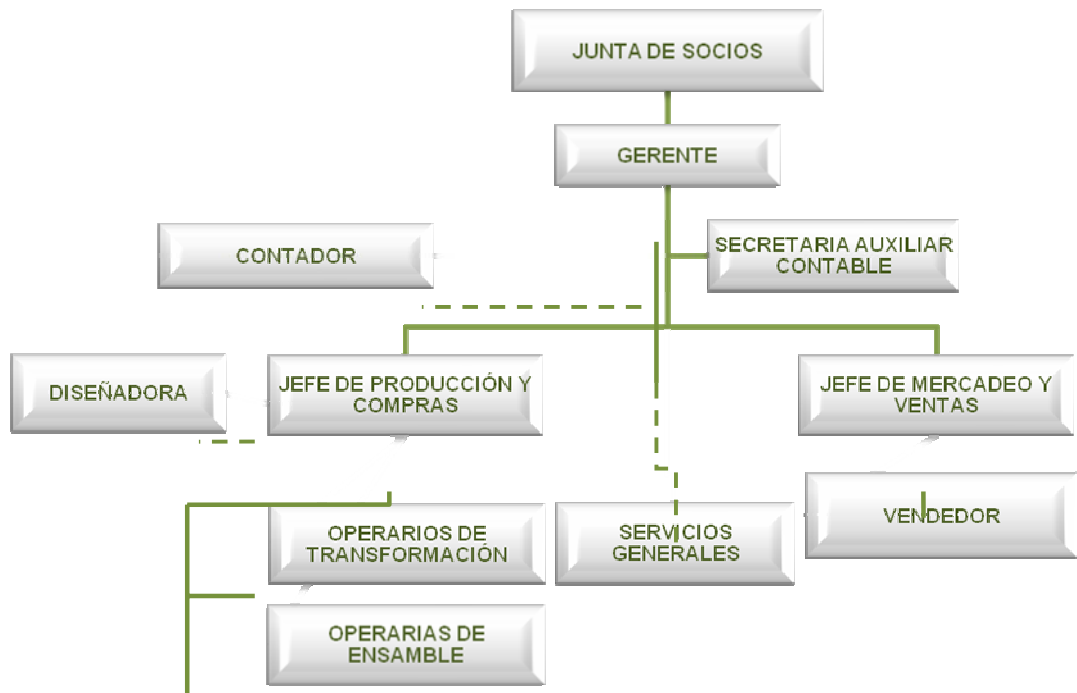 JUNTA DE SOCIOS
GERENTE
CONTADOR
SECRETARIA AUXILIAR
CONTABLE
DISEÑADORA
JEFE DE PRODUCCIÓN Y
COMPRAS
JEFE DE MERCADEO Y
VENTAS
OPERARIOS DE
TRANSFORMACIÓN
SERVICIOS
GENERALES
VENDEDOR
OPERARIAS DE
ENSAMBLE